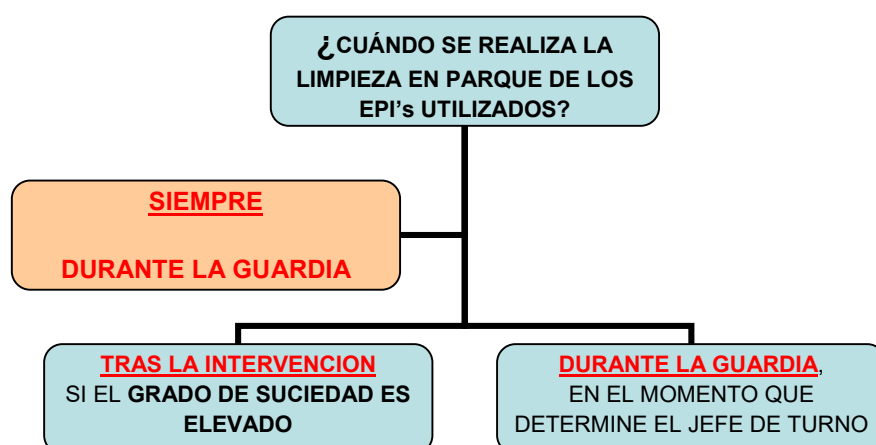 ¿CUÁNDO SE REALIZA LA
LIMPIEZA EN PARQUE DE LOS
EPI's UTILIZADOS?
SIEMPRE
DURANTE LA GUARDIA
TRAS LA INTERVENCION
SI EL GRADO DE SUCIEDAD ES
ELEVADO
DURANTE LA GUARDIA,
EN EL MOMENTO QUE
DETERMINE EL JEFE DE TURNO